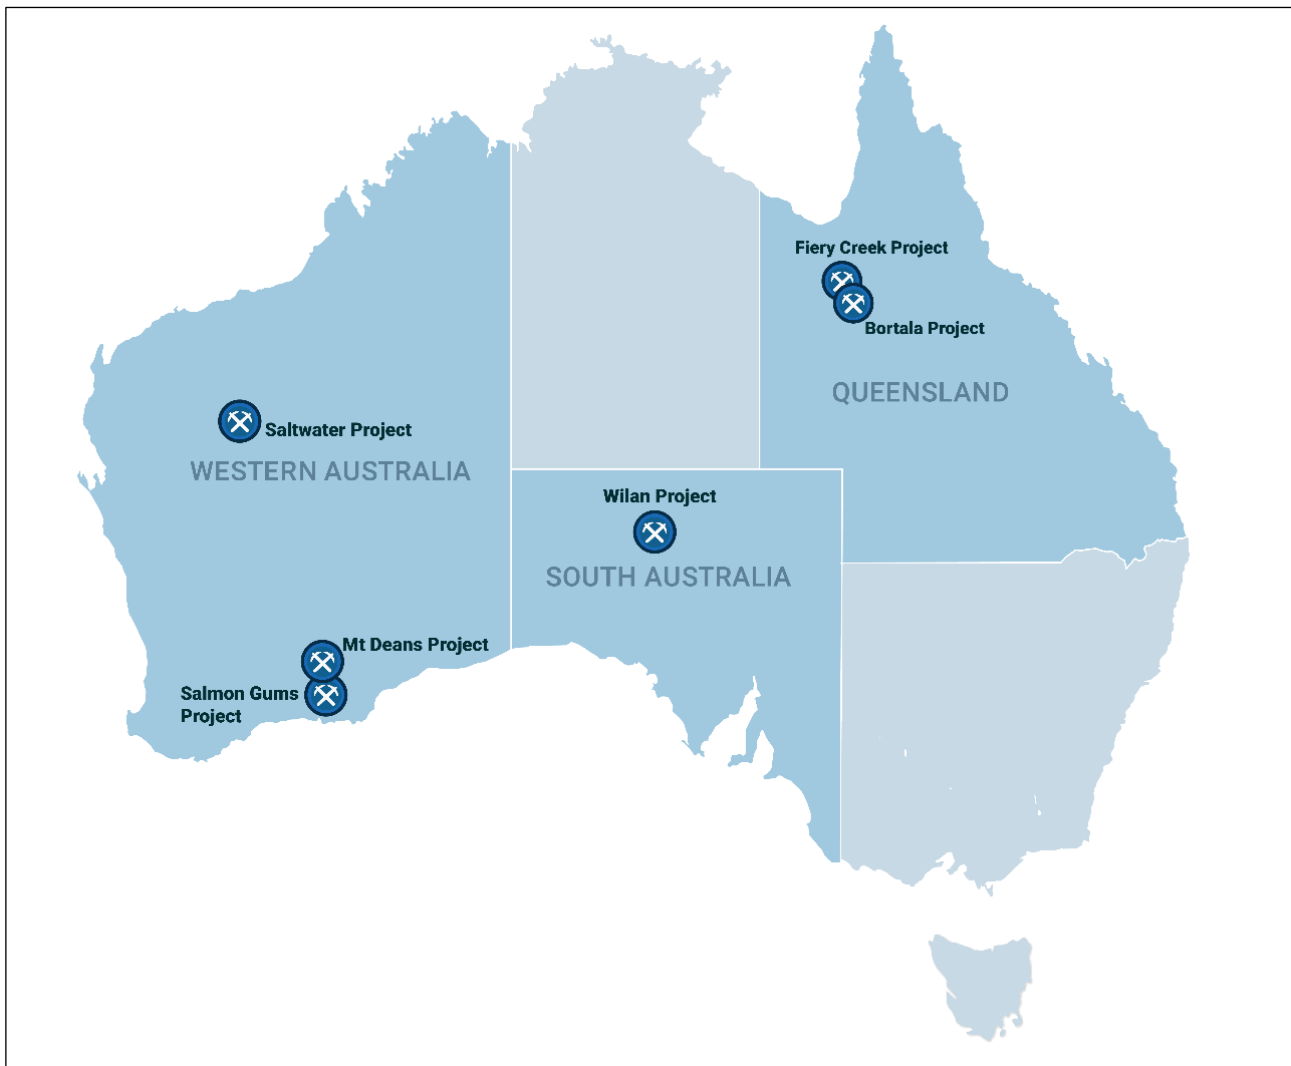 Fiery Creek Project
Bortala Project
QUEENSLAND
Saltwater Project
WESTERN AUSTRALIA
Wilan Project
SOUTH AUSTRALIA
Mt Deans Project
Salmon Gums
Project